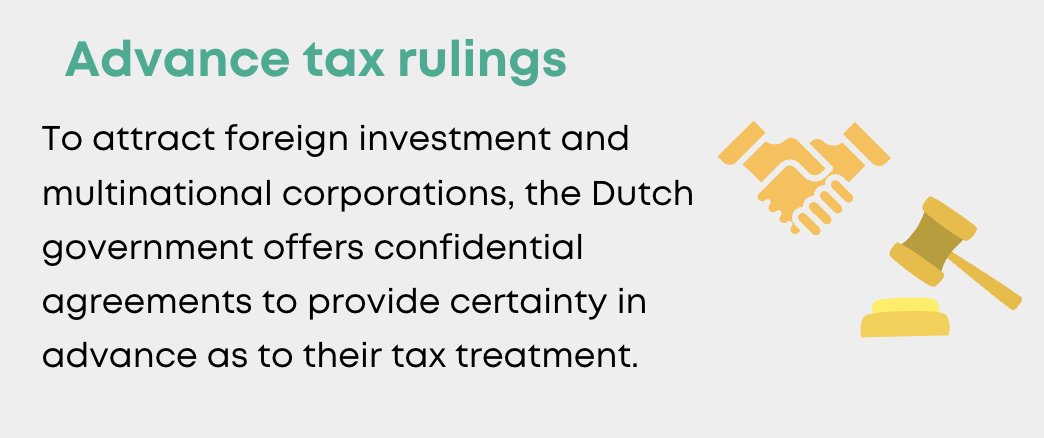 Advance tax rulings
To attract foreign investment and
multinational corporations, the Dutch
government offers confidential
agreements to provide certainty in
advance as to their tax treatment.